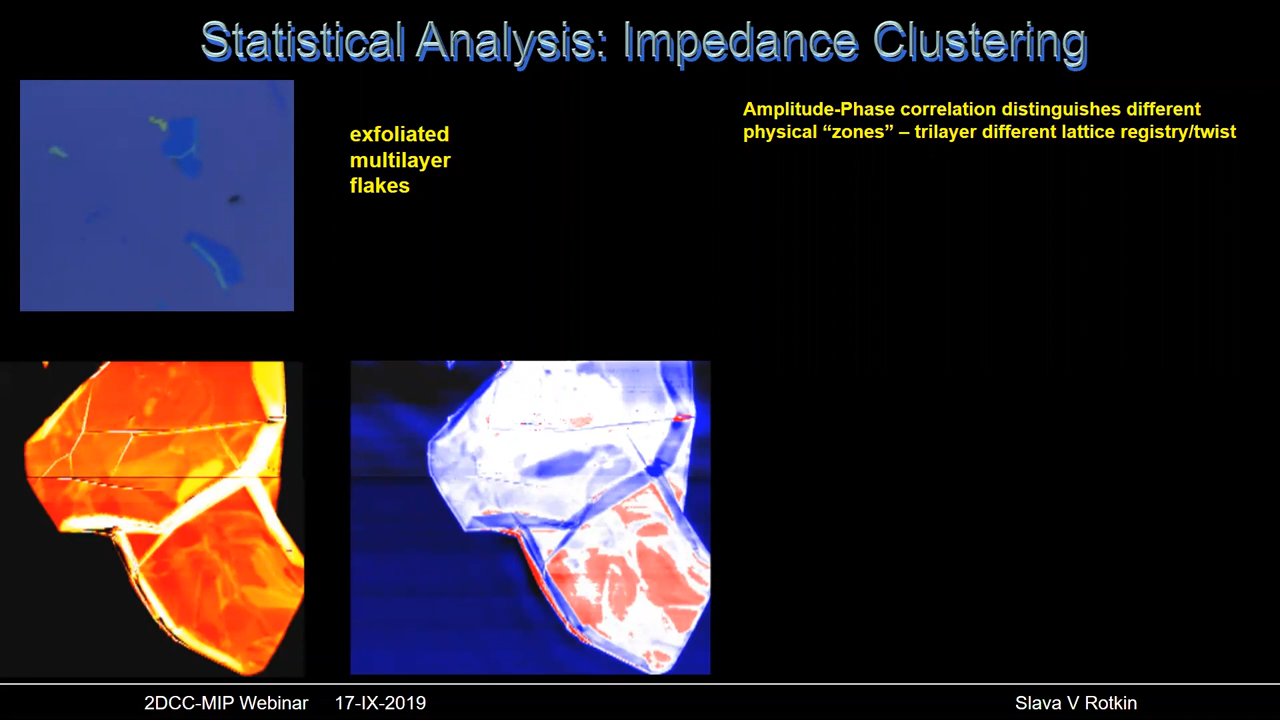 Statistical Analysis: Impedance Clustering
exfoliated
multilayer
flakes
Amplitude-Phase correlation distinguishes different
physical “zones” – trilayer different lattice registry/twist
2DCC-MIP Webinar 17-IX-2019
Slava V Rotkin